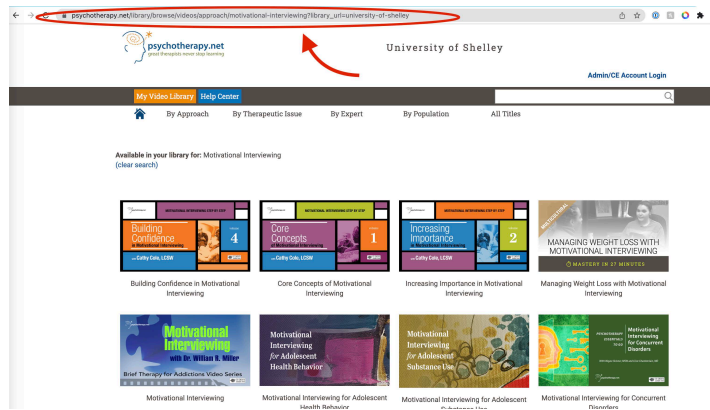 psychotherapy.net/library/browse/videos/approach/motivational-interviewing?library_url=university-of-shelley
psychotherapy.net
great therapists never stop learning
University of Shelley
Admin/CE Account Login
My Video Library Help Center
By Approach By Therapeutic Issue By Expert By Population All Titles
Available in your library for: Motivational Interviewing
(clear search)
MOTIVATIONAL INTERVIEWING STEP BY STEP
Building
Confidence
in Motivational Interviewing
4
with Cathy Cole, LCSW
MOTIVATIONAL INTERVIEWING STEP BY STEP
Core
Concepts
of Motivational Interviewing
1
with Cathy Cole, LCSW
MOTIVATIONAL INTERVIEWING STEP BY STEP
Increasing
Importance
in Motivational Interviewing
2
with Cathy Cole, LCSW
MULTICULTURAL
MANAGING WEIGHT LOSS WITH
MOTIVATIONAL INTERVIEWING
MASTERY IN 27 MINUTES
Building Confidence in Motivational
Interviewing
Core Concepts of Motivational
Interviewing
Increasing Importance in Motivational
Interviewing
Managing Weight Loss with Motivational
Interviewing
Motivational
Interviewing
with Dr. William R. Miller
Brief Therapy for Addictions Video Series
Motivational
Interviewing
for Adolescent
Health Behavior
Motivational
Interviewing
for Adolescent
Substance Use
Motivational
Interviewing
for Concurrent
Disorders
Motivational Interviewing
Motivational Interviewing for Adolescent
Health Behavior
Motivational Interviewing for Adolescent
Substance Use
Motivational Interviewing for Concurrent
Disorders